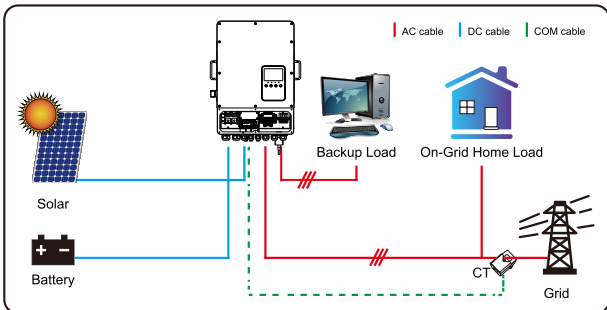 AC cable
DC cable
COM cable
Backup Load
On-Grid Home Load
Solar
Battery
CT
Grid